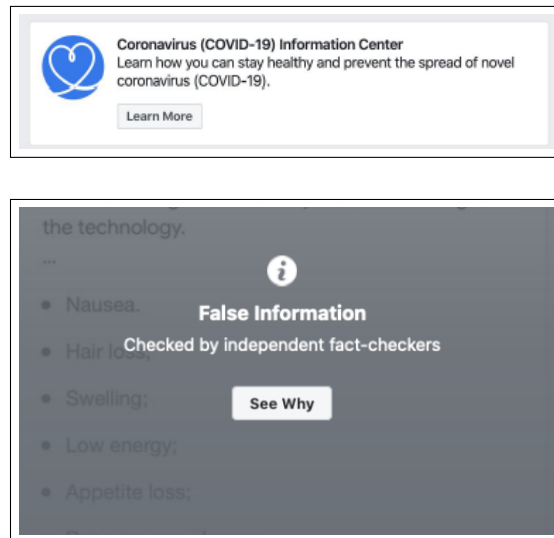 Coronavirus (COVID-19) Information Center
Learn how you can stay healthy and prevent the spread of novel
coronavirus (COVID-19).
Learn More
the technology.
...
• Nausea.
False Information
• Hair loss;
Checked by independent fact-checkers
• Swelling;
See Why
• Low energy;
• Appetite loss;